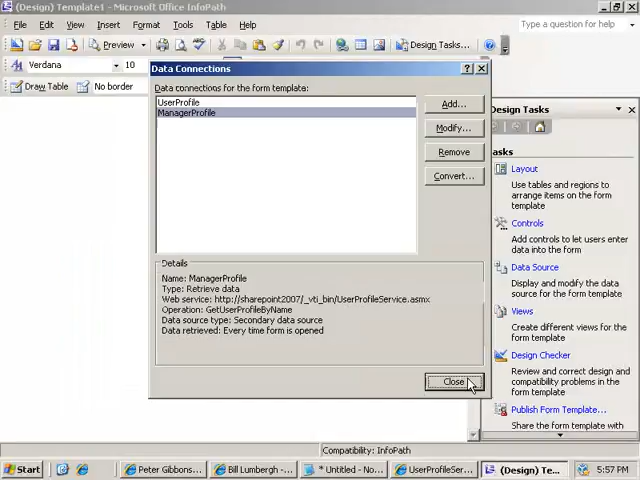 (Design) Template1 - Microsoft Office InfoPath
File Edit View Insert Format Tools Table Help
Type a question for help
Preview
Design Tasks...
Verdana
10
Draw Table
No border
Data Connections
Data connections for the form template:
UserProfile
ManagerProfile
Add...
Modify...
Remove
Convert...
Details
Name: ManagerProfile
Type: Retrieve data
Web service: http://sharepoint2007/_vti_bin/UserProfileService.asmx
Operation: GetUserProfileByName
Data source type: Secondary data source
Data retrieved: Every time form is opened
Close
Design Tasks
asks
Layout
Use tables and regions to
arrange items on the form
Controls
Add controls to let users enter
data into the form
Data Source
Display and modify the data
source for the form template
Views
Create different views for the
form
Design Checker
Review and correct design and
compatibility problems in the
form
Publish Form Template...
Share the form template with
Compatibility: InfoPath
Start
Peter Gibbons...
Bill Lumbergh -...
* Untitled - No...
UserProfileSer...
(Design) Te...
5:57 PM